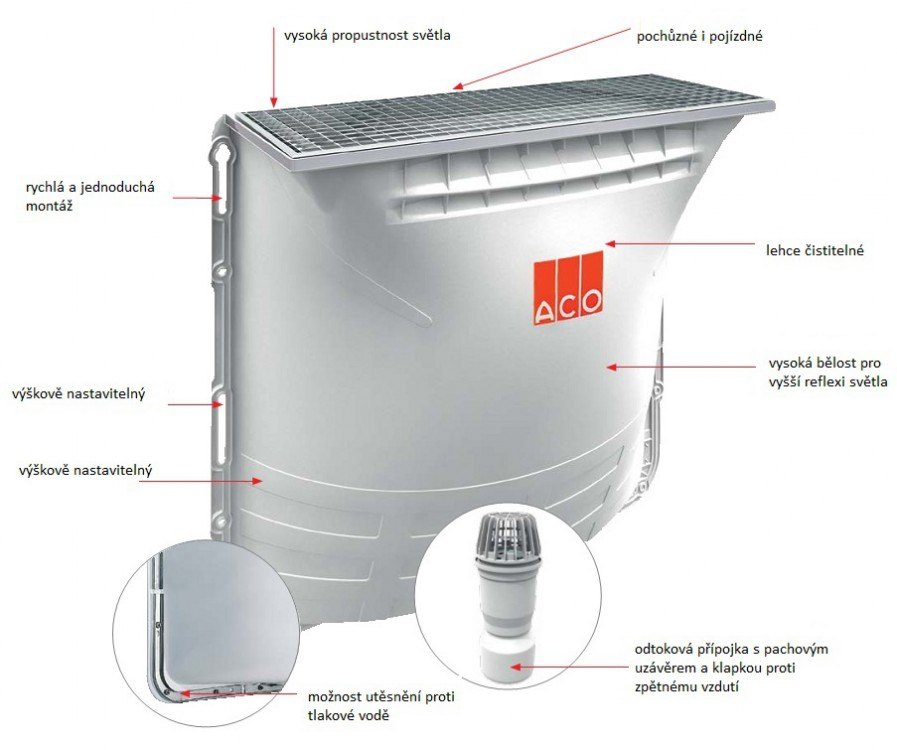 vysoká propustnost světla
pochůzné i pojízdné
rychlá a jednoduchá
montáž
lehce čistitelné
ACO
vysoká bělost pro
vyšší reflexi světla
výškově nastavitelný
výškově nastavitelný
odtoková přípojka s pachovým
uzávěrem a klapkou proti
zpětnému vzdutí
možnost utěsnění proti
tlakové vodě